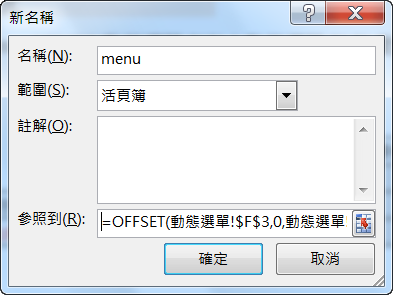 新名稱
名稱(N):
menu
範圍(S):
活頁簿
註解(O):
參照到(R):
=OFFSET(動態選單!$F$3,0,動態選單!
確定
取消